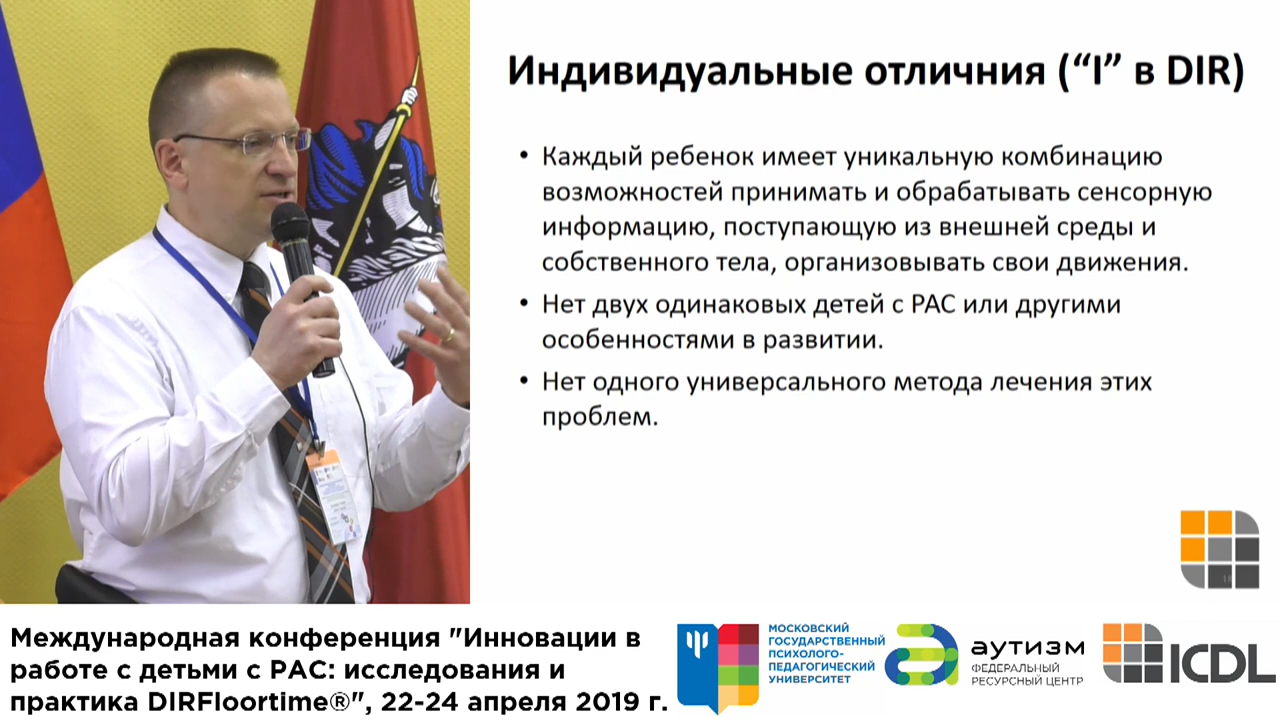 Индивидуальные отличния (“I” в DIR)
• Каждый ребенок имеет уникальную комбинацию
возможностей принимать и обрабатывать сенсорную
информацию, поступающую из внешней среды и
собственного тела, организовывать свои движения.
• Нет двух одинаковых детей с РАС или другими
особенностями в развитии.
• Нет одного универсального метода лечения этих
проблем.
Международная конференция "Инновации в
работе с детьми с РАС: исследования и
практика DIRFloortime®", 22-24 апреля 2019 г.
МОСКОВСКИЙ
ГОСУДАРСТВЕННЫЙ
ПСИХОЛОГО-
ПЕДАГОГИЧЕСКИЙ
УНИВЕРСИТЕТ
аутизм
ФЕДЕРАЛЬНЫЙ
РЕСУРСНЫЙ ЦЕНТР
ICDL